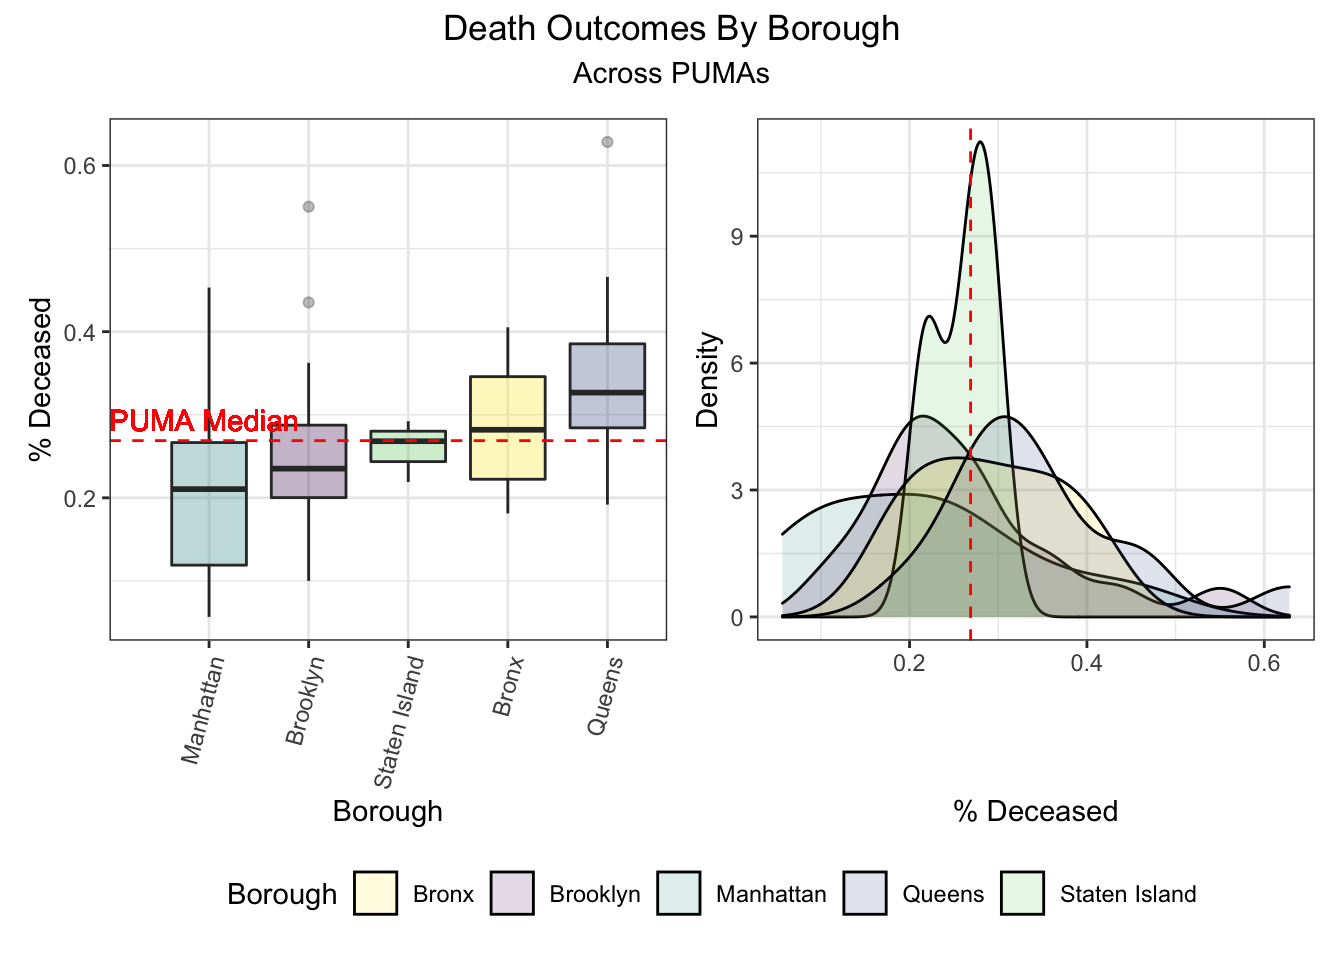 Death Outcomes By Borough
Across PUMAs
% Deceased
0.6
0.4
0.2
PUMA Median
Manhattan
Brooklyn
Staten Island
Bronx
Queens
Borough
Density
9
6
3
0
0.2
0.4
0.6
% Deceased
Borough
Bronx
Brooklyn
Manhattan
Queens
Staten Island